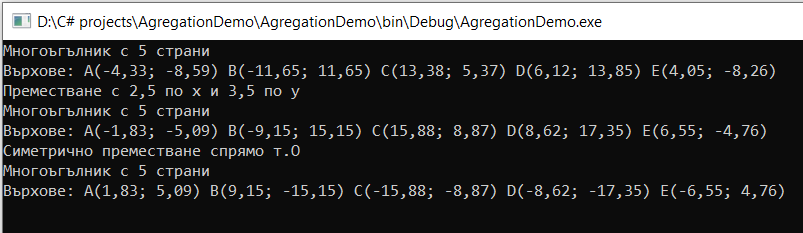 D:\C# projects\AgregationDemo\AgregationDemo\bin\Debug\AgregationDemo.exe
Многоъгълник с 5 страни
Върхове: A(-4,33; -8,59) B(-11,65; 11,65) C(13,38; 5,37) D(6,12; 13,85) E(4,05; -8,26)
Преместване с 2,5 по x и 3,5 по y
Многоъгълник с 5 страни
Върхове: A(-1,83; -5,09) B(-9,15; 15,15) C(15,88; 8,87) D(8,62; 17,35) E(6,55; -4,76)
Симетрично преместване спрямо т.О
Многоъгълник с 5 страни
Върхове: A(1,83; 5,09) B(9,15; -15,15) C(-15,88; -8,87) D(-8,62; -17,35) E(-6,55; 4,76)